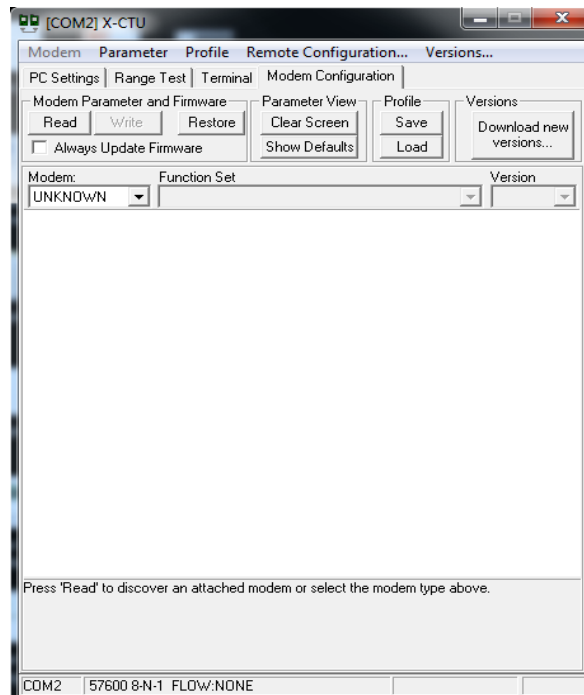 [COM2] X-CTU
Modem Parameter Profile Remote Configuration... Versions...
PC Settings Range Test Terminal Modem Configuration
Modem Parameter and Firmware Parameter View Profile Versions
Read Write Restore Clear Screen Save Download new versions...
Always Update Firmware Show Defaults Load
Modem: Function Set Version
UNKNOWN
Press 'Read' to discover an attached modem or select the modem type above.
COM2 57600 8-N-1 FLOW:NONE